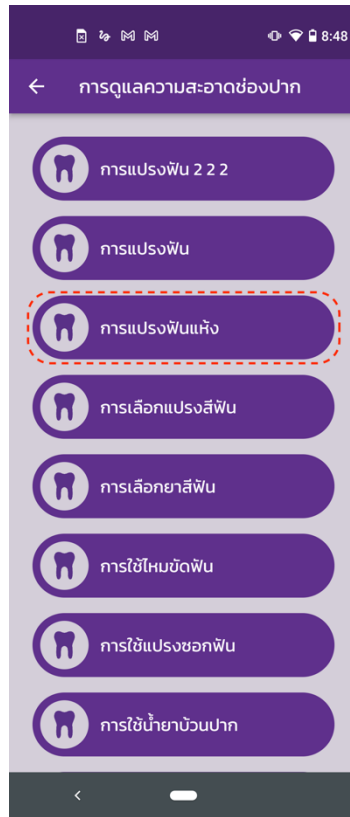 8:48
การดูแลความสะอาดช่องปาก
การแปรงฟัน 2 2 2
การแปรงฟัน
การแปรงฟันแห้ง
การเลือกแปรงสีฟัน
การเลือกยาสีฟัน
การใช้ไหมขัดฟัน
การใช้แปรงซอกฟัน
การใช้น้ำยาบ้วนปาก